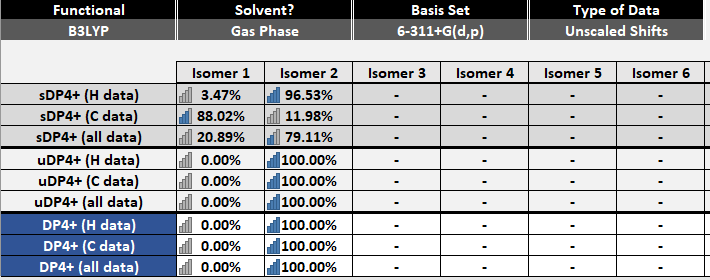 Functional Solvent? Basis Set Type of Data
B3LYP Gas Phase 6-311+G(d,p) Unscaled Shifts
Isomer 1 Isomer 2 Isomer 3 Isomer 4 Isomer 5 Isomer 6
sDP4+ (H data) 3.47% 96.53% - - - -
sDP4+ (C data) 88.02% 11.98% - - - -
sDP4+ (all data) 20.89% 79.11% - - - -
uDP4+ (H data) 0.00% 100.00% - - - -
uDP4+ (C data) 0.00% 100.00% - - - -
uDP4+ (all data) 0.00% 100.00% - - - -
DP4+ (H data) 0.00% 100.00% - - - -
DP4+ (C data) 0.00% 100.00% - - - -
DP4+ (all data) 0.00% 100.00% - - - -